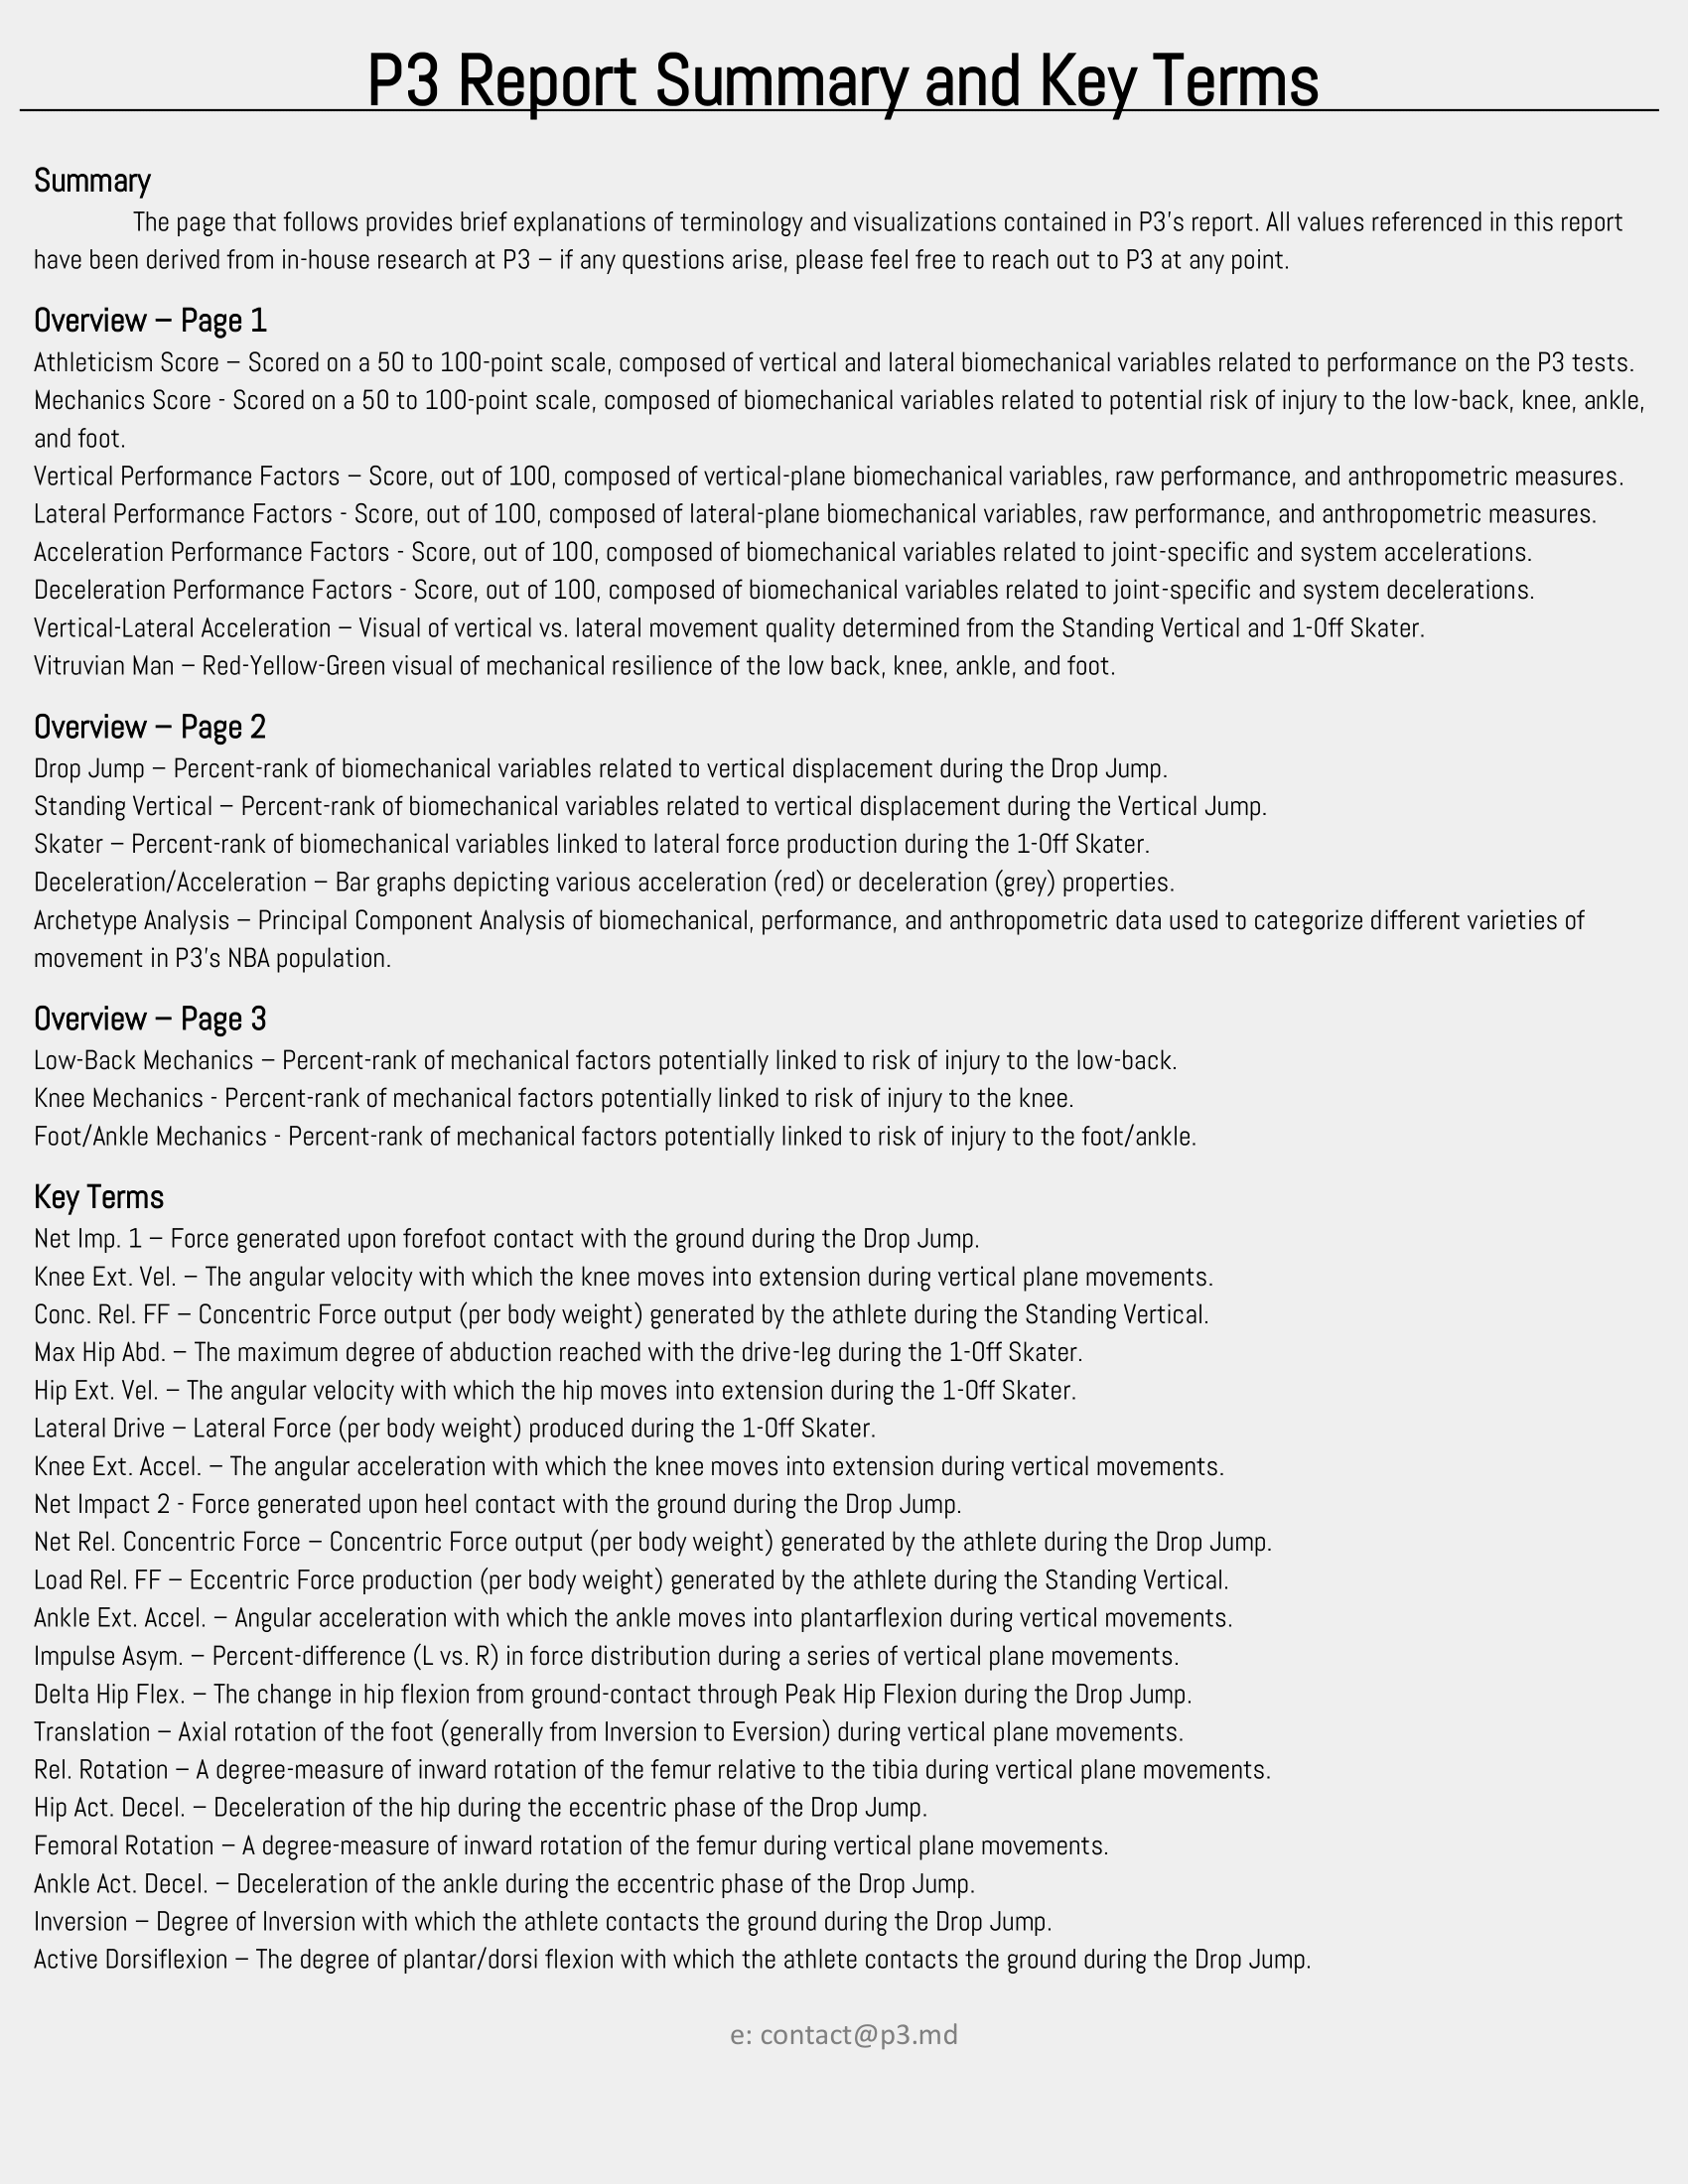 P3 Report Summary and Key Terms
Summary
The page that follows provides brief explanations of terminology and visualizations contained in P3's report. All values referenced in this report
have been derived from in-house research at P3 – if any questions arise, please feel free to reach out to P3 at any point.
Overview – Page 1
Athleticism Score – Scored on a 50 to 100-point scale, composed of vertical and lateral biomechanical variables related to performance on the P3 tests.
Mechanics Score - Scored on a 50 to 100-point scale, composed of biomechanical variables related to potential risk of injury to the low-back, knee, ankle,
and foot.
Vertical Performance Factors – Score, out of 100, composed of vertical-plane biomechanical variables, raw performance, and anthropometric measures.
Lateral Performance Factors - Score, out of 100, composed of lateral-plane biomechanical variables, raw performance, and anthropometric measures.
Acceleration Performance Factors - Score, out of 100, composed of biomechanical variables related to joint-specific and system accelerations.
Deceleration Performance Factors - Score, out of 100, composed of biomechanical variables related to joint-specific and system decelerations.
Vertical-Lateral Acceleration – Visual of vertical vs. lateral movement quality determined from the Standing Vertical and 1-Off Skater.
Vitruvian Man – Red-Yellow-Green visual of mechanical resilience of the low back, knee, ankle, and foot.
Overview – Page 2
Drop Jump – Percent-rank of biomechanical variables related to vertical displacement during the Drop Jump.
Standing Vertical – Percent-rank of biomechanical variables related to vertical displacement during the Vertical Jump.
Skater – Percent-rank of biomechanical variables linked to lateral force production during the 1-Off Skater.
Deceleration/Acceleration – Bar graphs depicting various acceleration (red) or deceleration (grey) properties.
Archetype Analysis – Principal Component Analysis of biomechanical, performance, and anthropometric data used to categorize different varieties of
movement in P3's NBA population.
Overview – Page 3
Low-Back Mechanics – Percent-rank of mechanical factors potentially linked to risk of injury to the low-back.
Knee Mechanics - Percent-rank of mechanical factors potentially linked to risk of injury to the knee.
Foot/Ankle Mechanics - Percent-rank of mechanical factors potentially linked to risk of injury to the foot/ankle.
Key Terms
Net Imp. 1 – Force generated upon forefoot contact with the ground during the Drop Jump.
Knee Ext. Vel. – The angular velocity with which the knee moves into extension during vertical plane movements.
Conc. Rel. FF – Concentric Force output (per body weight) generated by the athlete during the Standing Vertical.
Max Hip Abd. – The maximum degree of abduction reached with the drive-leg during the 1-Off Skater.
Hip Ext. Vel. – The angular velocity with which the hip moves into extension during the 1-Off Skater.
Lateral Drive – Lateral Force (per body weight) produced during the 1-Off Skater.
Knee Ext. Accel. – The angular acceleration with which the knee moves into extension during vertical movements.
Net Impact 2 - Force generated upon heel contact with the ground during the Drop Jump.
Net Rel. Concentric Force – Concentric Force output (per body weight) generated by the athlete during the Drop Jump.
Load Rel. FF – Eccentric Force production (per body weight) generated by the athlete during the Standing Vertical.
Ankle Ext. Accel. – Angular acceleration with which the ankle moves into plantarflexion during vertical movements.
Impulse Asym. – Percent-difference (L vs. R) in force distribution during a series of vertical plane movements.
Delta Hip Flex. – The change in hip flexion from ground-contact through Peak Hip Flexion during the Drop Jump.
Translation – Axial rotation of the foot (generally from Inversion to Eversion) during vertical plane movements.
Rel. Rotation – A degree-measure of inward rotation of the femur relative to the tibia during vertical plane movements.
Hip Act. Decel. – Deceleration of the hip during the eccentric phase of the Drop Jump.
Femoral Rotation – A degree-measure of inward rotation of the femur during vertical plane movements.
Ankle Act. Decel. – Deceleration of the ankle during the eccentric phase of the Drop Jump.
Inversion – Degree of Inversion with which the athlete contacts the ground during the Drop Jump.
Active Dorsiflexion – The degree of plantar/dorsi flexion with which the athlete contacts the ground during the Drop Jump.
e: contact@p3.md